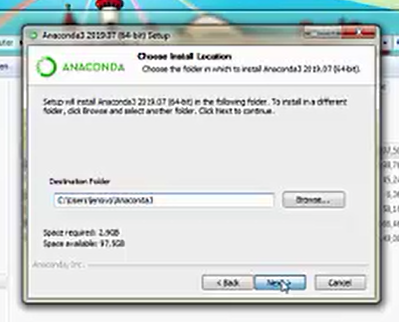 Anaconda3 2019.07 (64-bit) Setup
Choose Install Location
ANACONDA
Choose the folder in which to install Anaconda3 2019.07 (64-bit).
Setup will install Anaconda3 2019.07 (64-bit) in the following folder. To install in a different
folder, click Browse and select another folder. Click Next to continue.
Destination Folder
C:\Users\lenovo\Anaconda3
Browse...
Space required: 2.9GB
Space available: 97.5GB
Anaconda, Inc.
< Back
Next >
Cancel